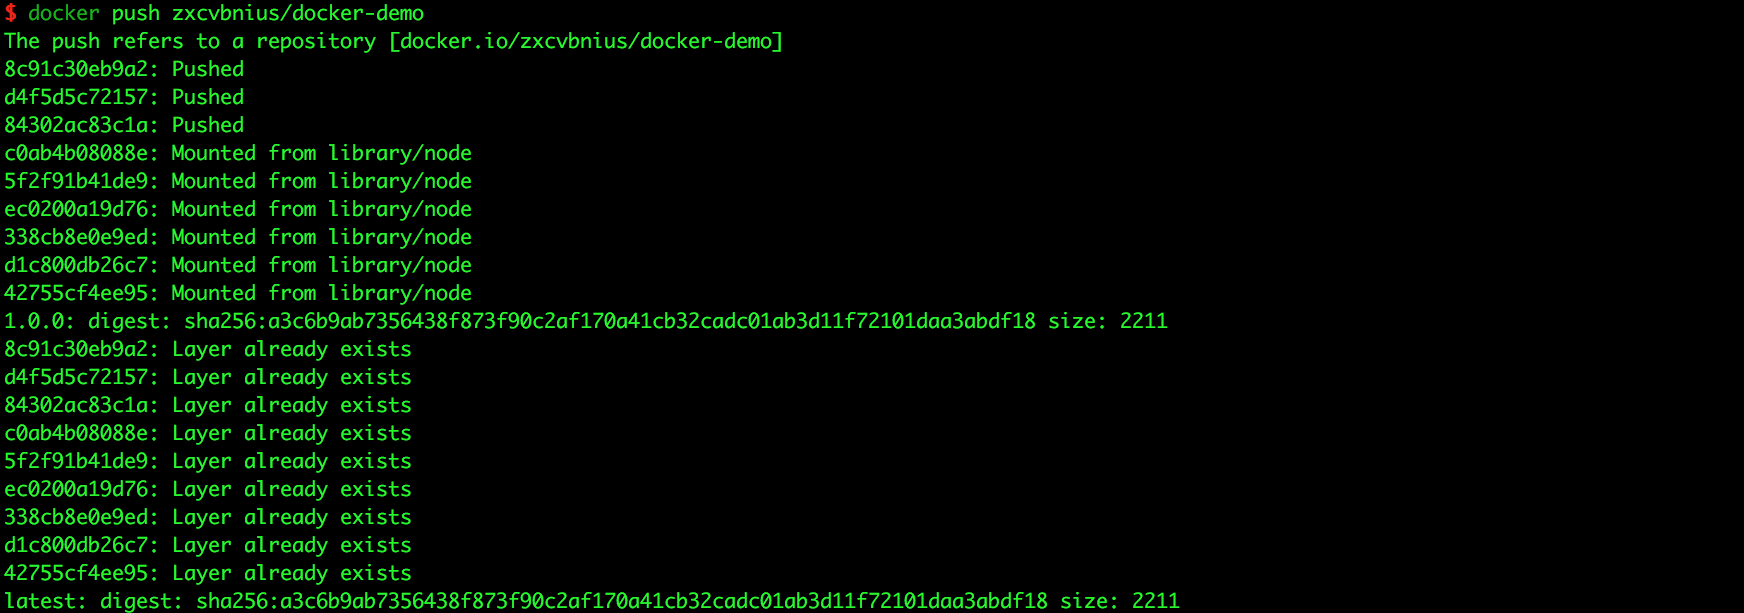 $ docker push zxcvbnius/docker-demo
The push refers to a repository [docker.io/zxcvbnius/docker-demo]
8c91c30eb9a2: Pushed
d4f5d5c72157: Pushed
84302ac83c1a: Pushed
c0ab4b08088e: Mounted from library/node
5f2f91b41de9: Mounted from library/node
ec0200a19d76: Mounted from library/node
338cb8e0e9ed: Mounted from library/node
d1c800db26c7: Mounted from library/node
42755cf4ee95: Mounted from library/node
1.0.0: digest: sha256:a3c6b9ab7356438f873f90c2af170a41cb32cadc01ab3d11f72101daa3abdf18 size: 2211
8c91c30eb9a2: Layer already exists
d4f5d5c72157: Layer already exists
84302ac83c1a: Layer already exists
c0ab4b08088e: Layer already exists
5f2f91b41de9: Layer already exists
ec0200a19d76: Layer already exists
338cb8e0e9ed: Layer already exists
d1c800db26c7: Layer already exists
42755cf4ee95: Layer already exists
latest: digest: sha256:a3c6b9ab7356438f873f90c2af170a41cb32cadc01ab3d11f72101daa3abdf18 size: 2211